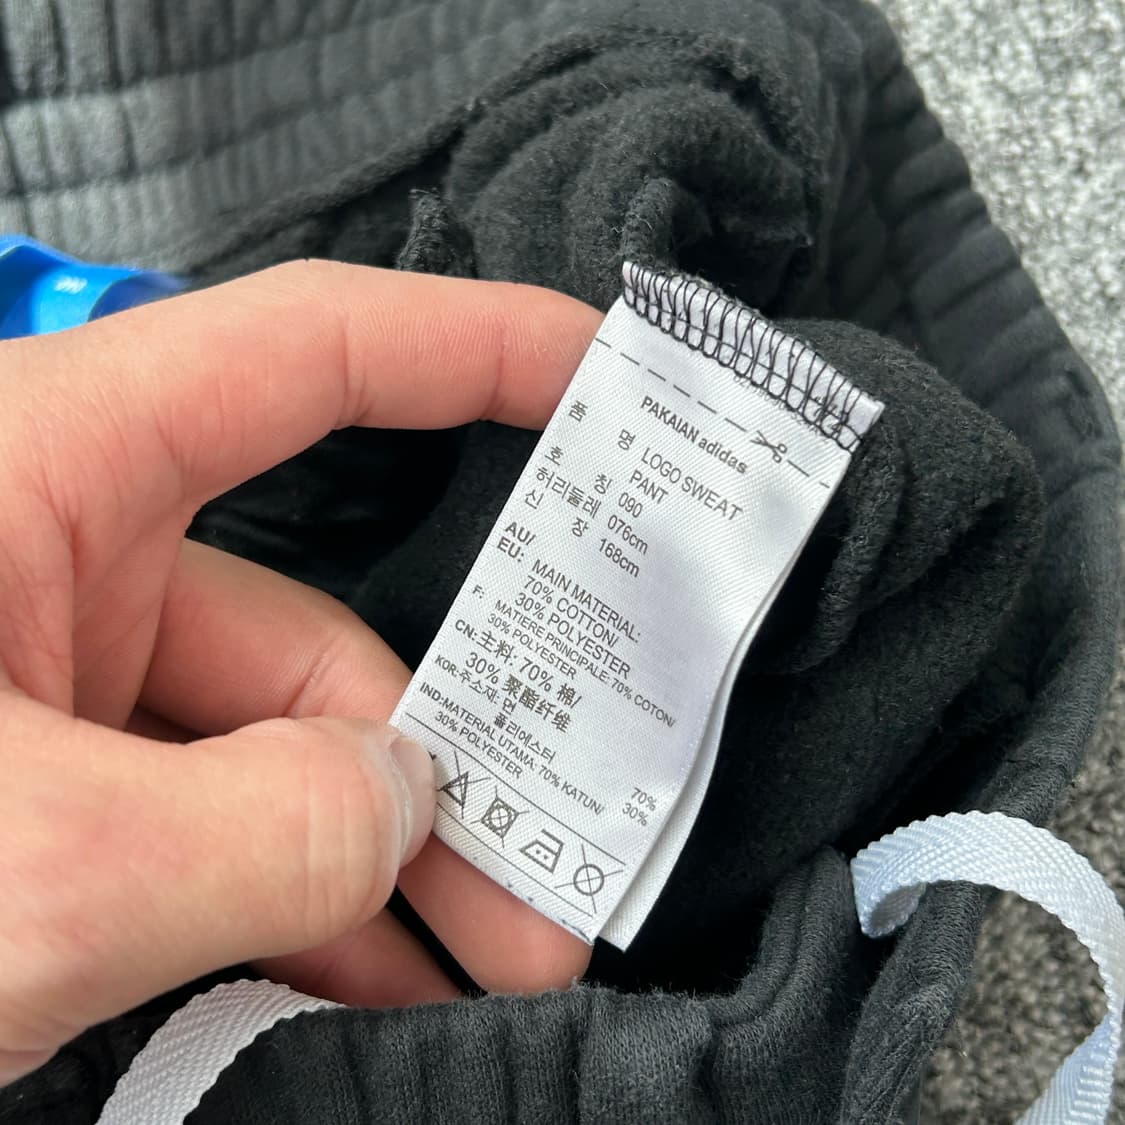 PAKAIAN adidas
품 명 LOGO SWEAT
PANT
호 칭 090
허리둘레 076cm
신 장 168cm
AU/
EU: MAIN MATERIAL:
70% COTTON/
30% POLYESTER
F: MATIERE PRINCIPALE: 70% COTON/
30% POLYESTER
CN: 主料: 70% 棉/
30% 聚酯纤维
KOR: 주소재: 면 70%
폴리에스터 30%
IND: MATERIAL UTAMA: 70% KATUN/
30% POLYESTER